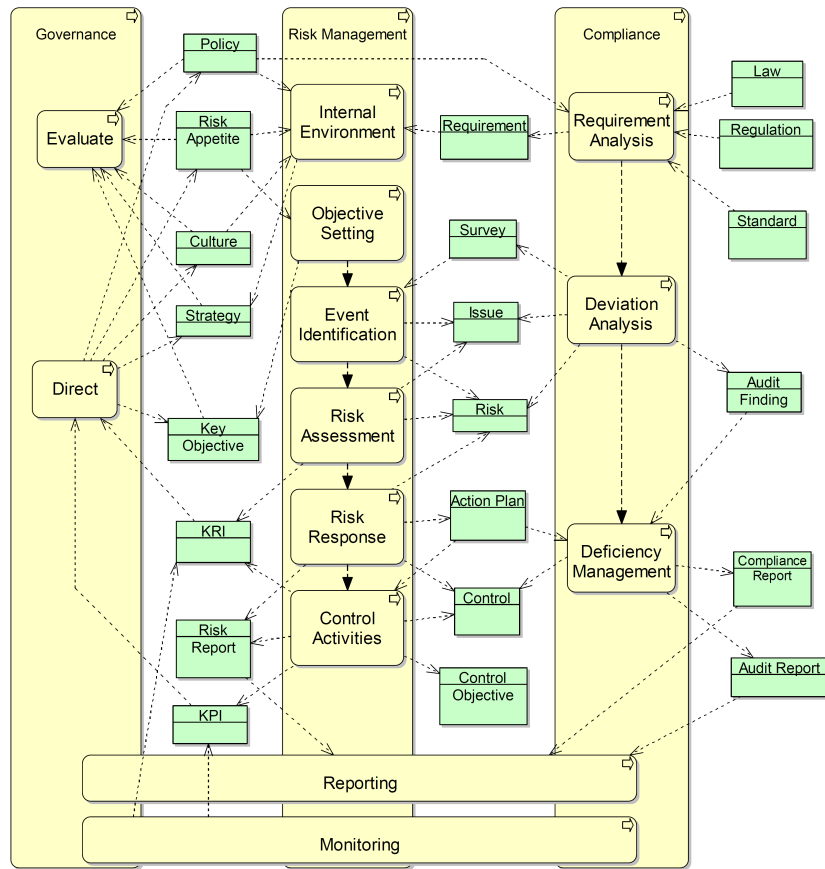 Governance
Risk Management
Compliance
Policy
Law
Internal
Environment
Requirement
Analysis
Evaluate
Risk
Appetite
Requirement
Regulation
Objective
Setting
Standard
Culture
Survey
Strategy
Event
Identification
Issue
Deviation
Analysis
Direct
Key
Objective
Risk
Assessment
Risk
Audit
Finding
KRI
Risk
Response
Action Plan
Deficiency
Management
Compliance
Report
Risk
Report
Control
Activities
Control
Control
Objective
Audit Report
KPI
Reporting
Monitoring